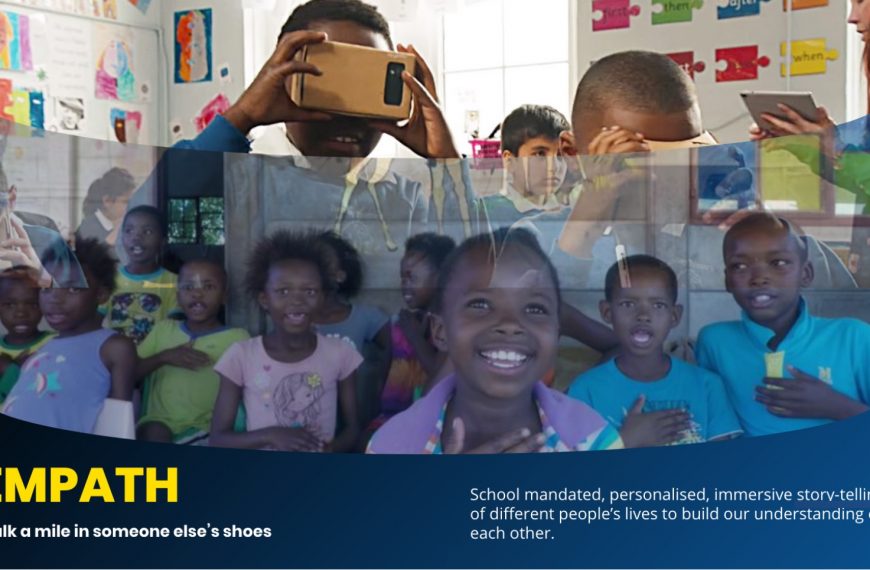 first
then
after
when
EMPATH
alk a mile in someone else's shoes
School mandated, personalised, immersive story-tellin
of different people's lives to build our understanding
each other.